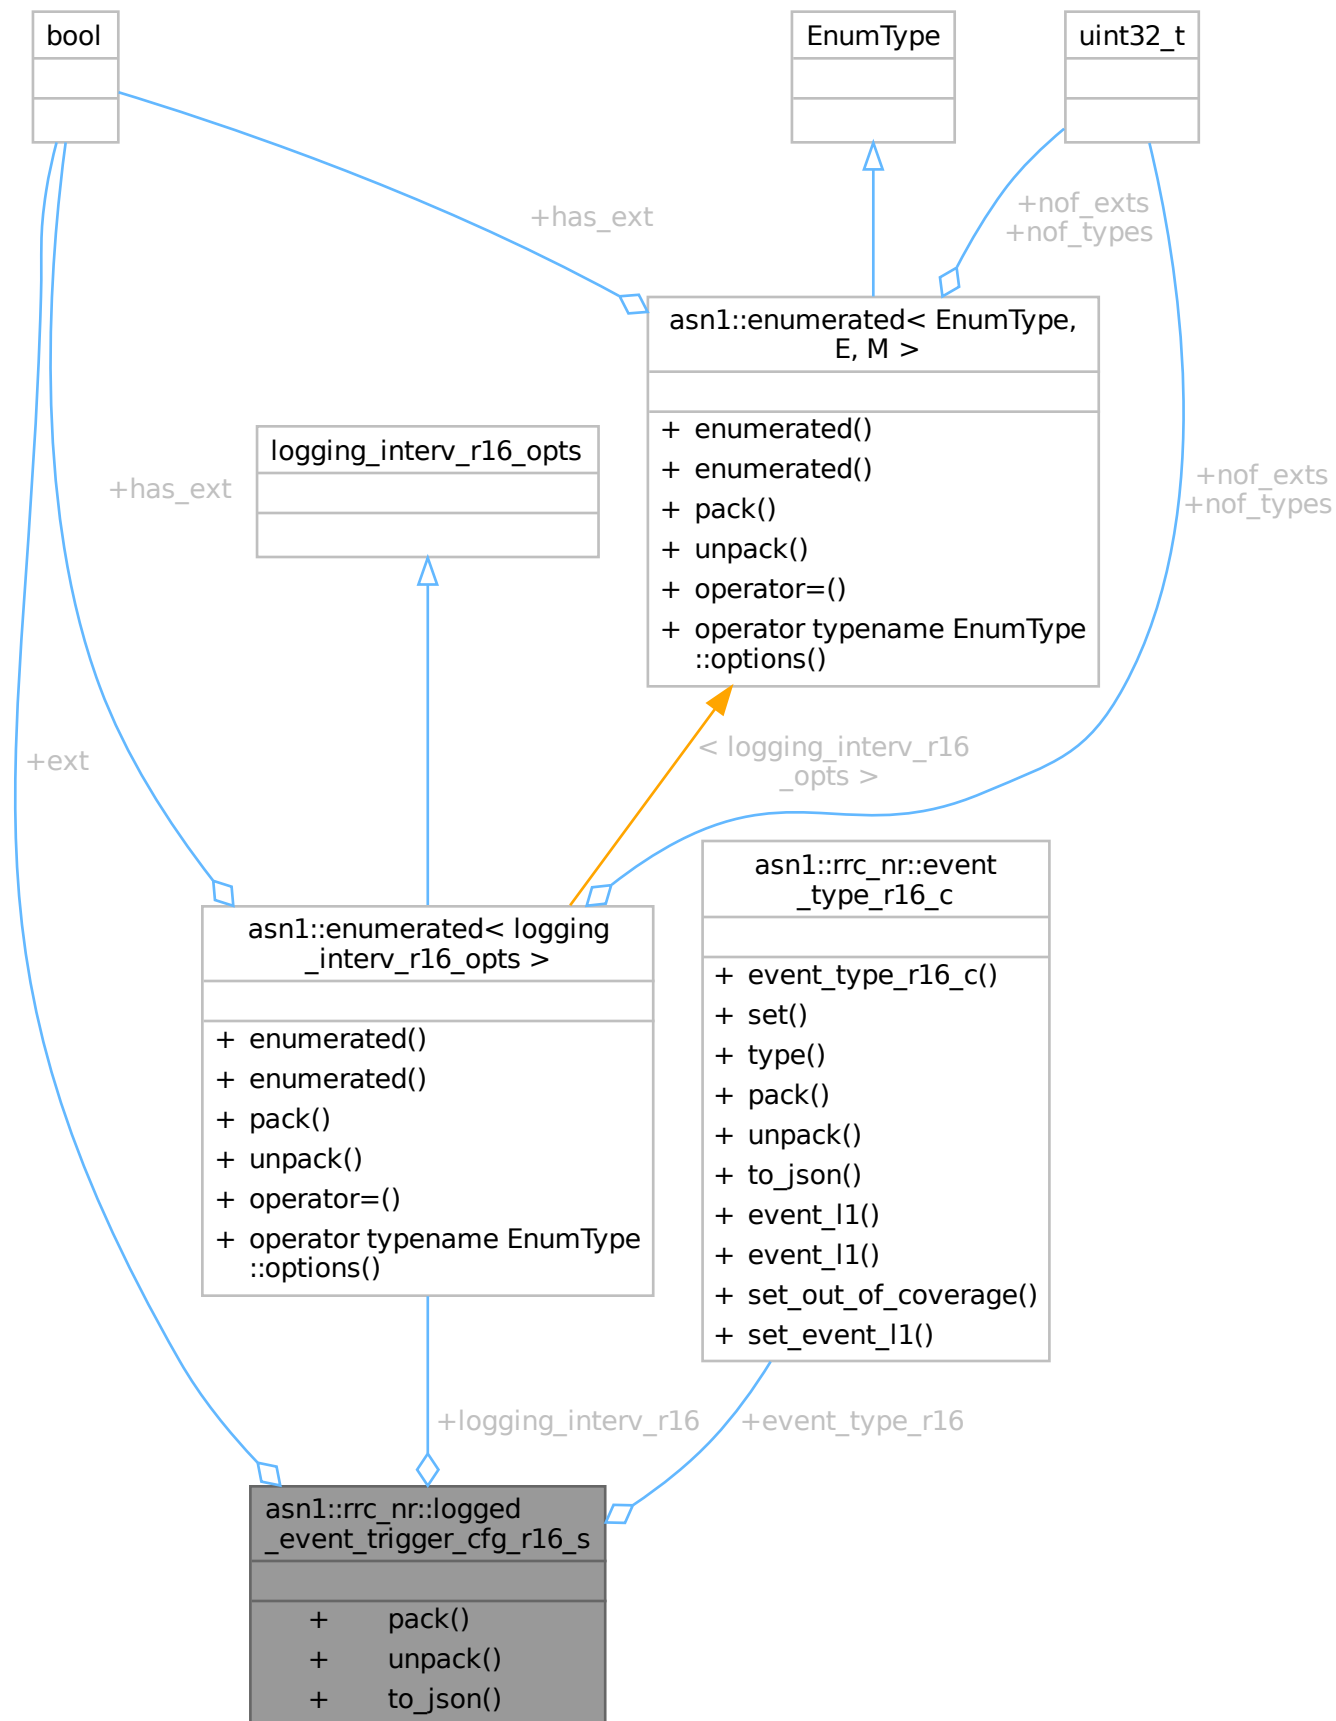 bool
EnumType
uint32_t
+has_ext
+nof_exts
+nof_types
asn1::enumerated< EnumType,
E, M >
+ enumerated()
+ enumerated()
+ pack()
+ unpack()
+ operator=()
+ operator typename EnumType
::options()
logging_interv_r16_opts
+has_ext
+nof_exts
+nof_types
+ext
< logging_interv_r16
_opts >
asn1::enumerated< logging
_interv_r16_opts >
+ enumerated()
+ enumerated()
+ pack()
+ unpack()
+ operator=()
+ operator typename EnumType
::options()
asn1::rrc_nr::event
_type_r16_c
+ event_type_r16_c()
+ set()
+ type()
+ pack()
+ unpack()
+ to_json()
+ event_l1()
+ event_l1()
+ set_out_of_coverage()
+ set_event_l1()
+logging_interv_r16
+event_type_r16
asn1::rrc_nr::logged
_event_trigger_cfg_r16_s
+ pack()
+ unpack()
+ to_json()